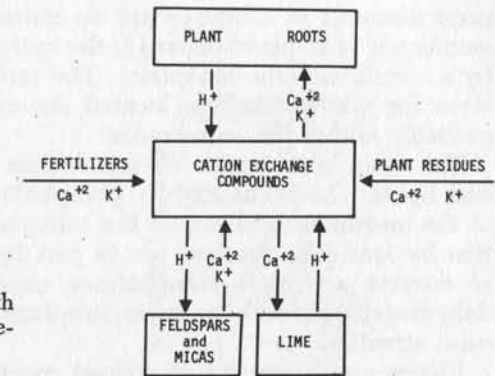 PLANT ROOTS
H+ Ca+2
K+
FERTILIZERS
Ca+2 K+
CATION EXCHANGE
COMPOUNDS
PLANT RESIDUES
Ca+2 K+
H+ Ca+2
K+
Ca+2 H+
FELDSPARS
and
MICAS
LIME
th
e-